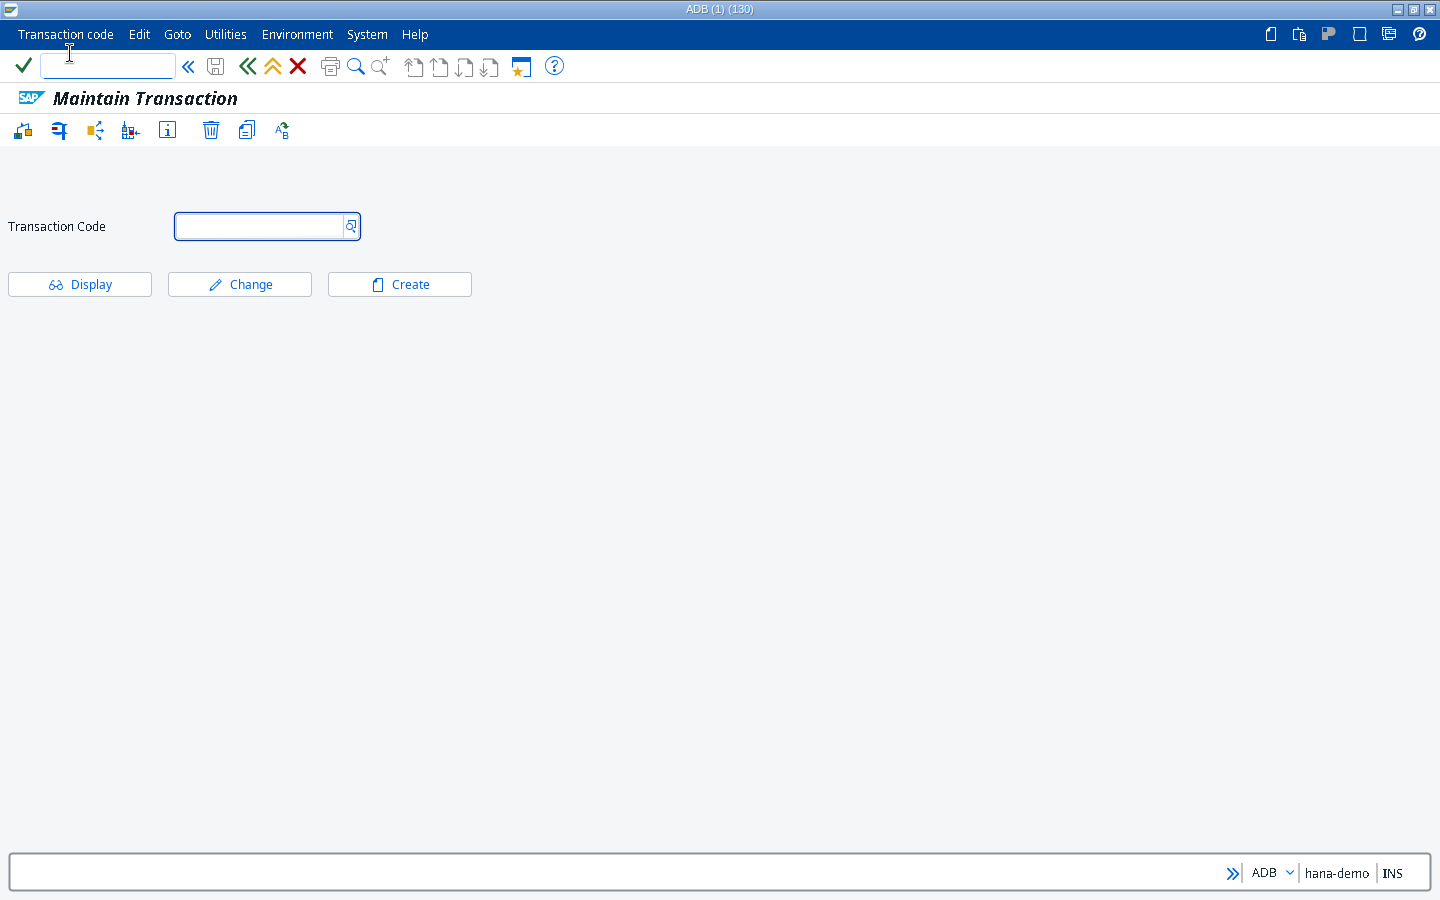 ADB (1) (130)
Transaction code Edit Goto Utilities Environment System Help
SAP Maintain Transaction
Transaction Code
Display Change Create
ADB hana-demo INS